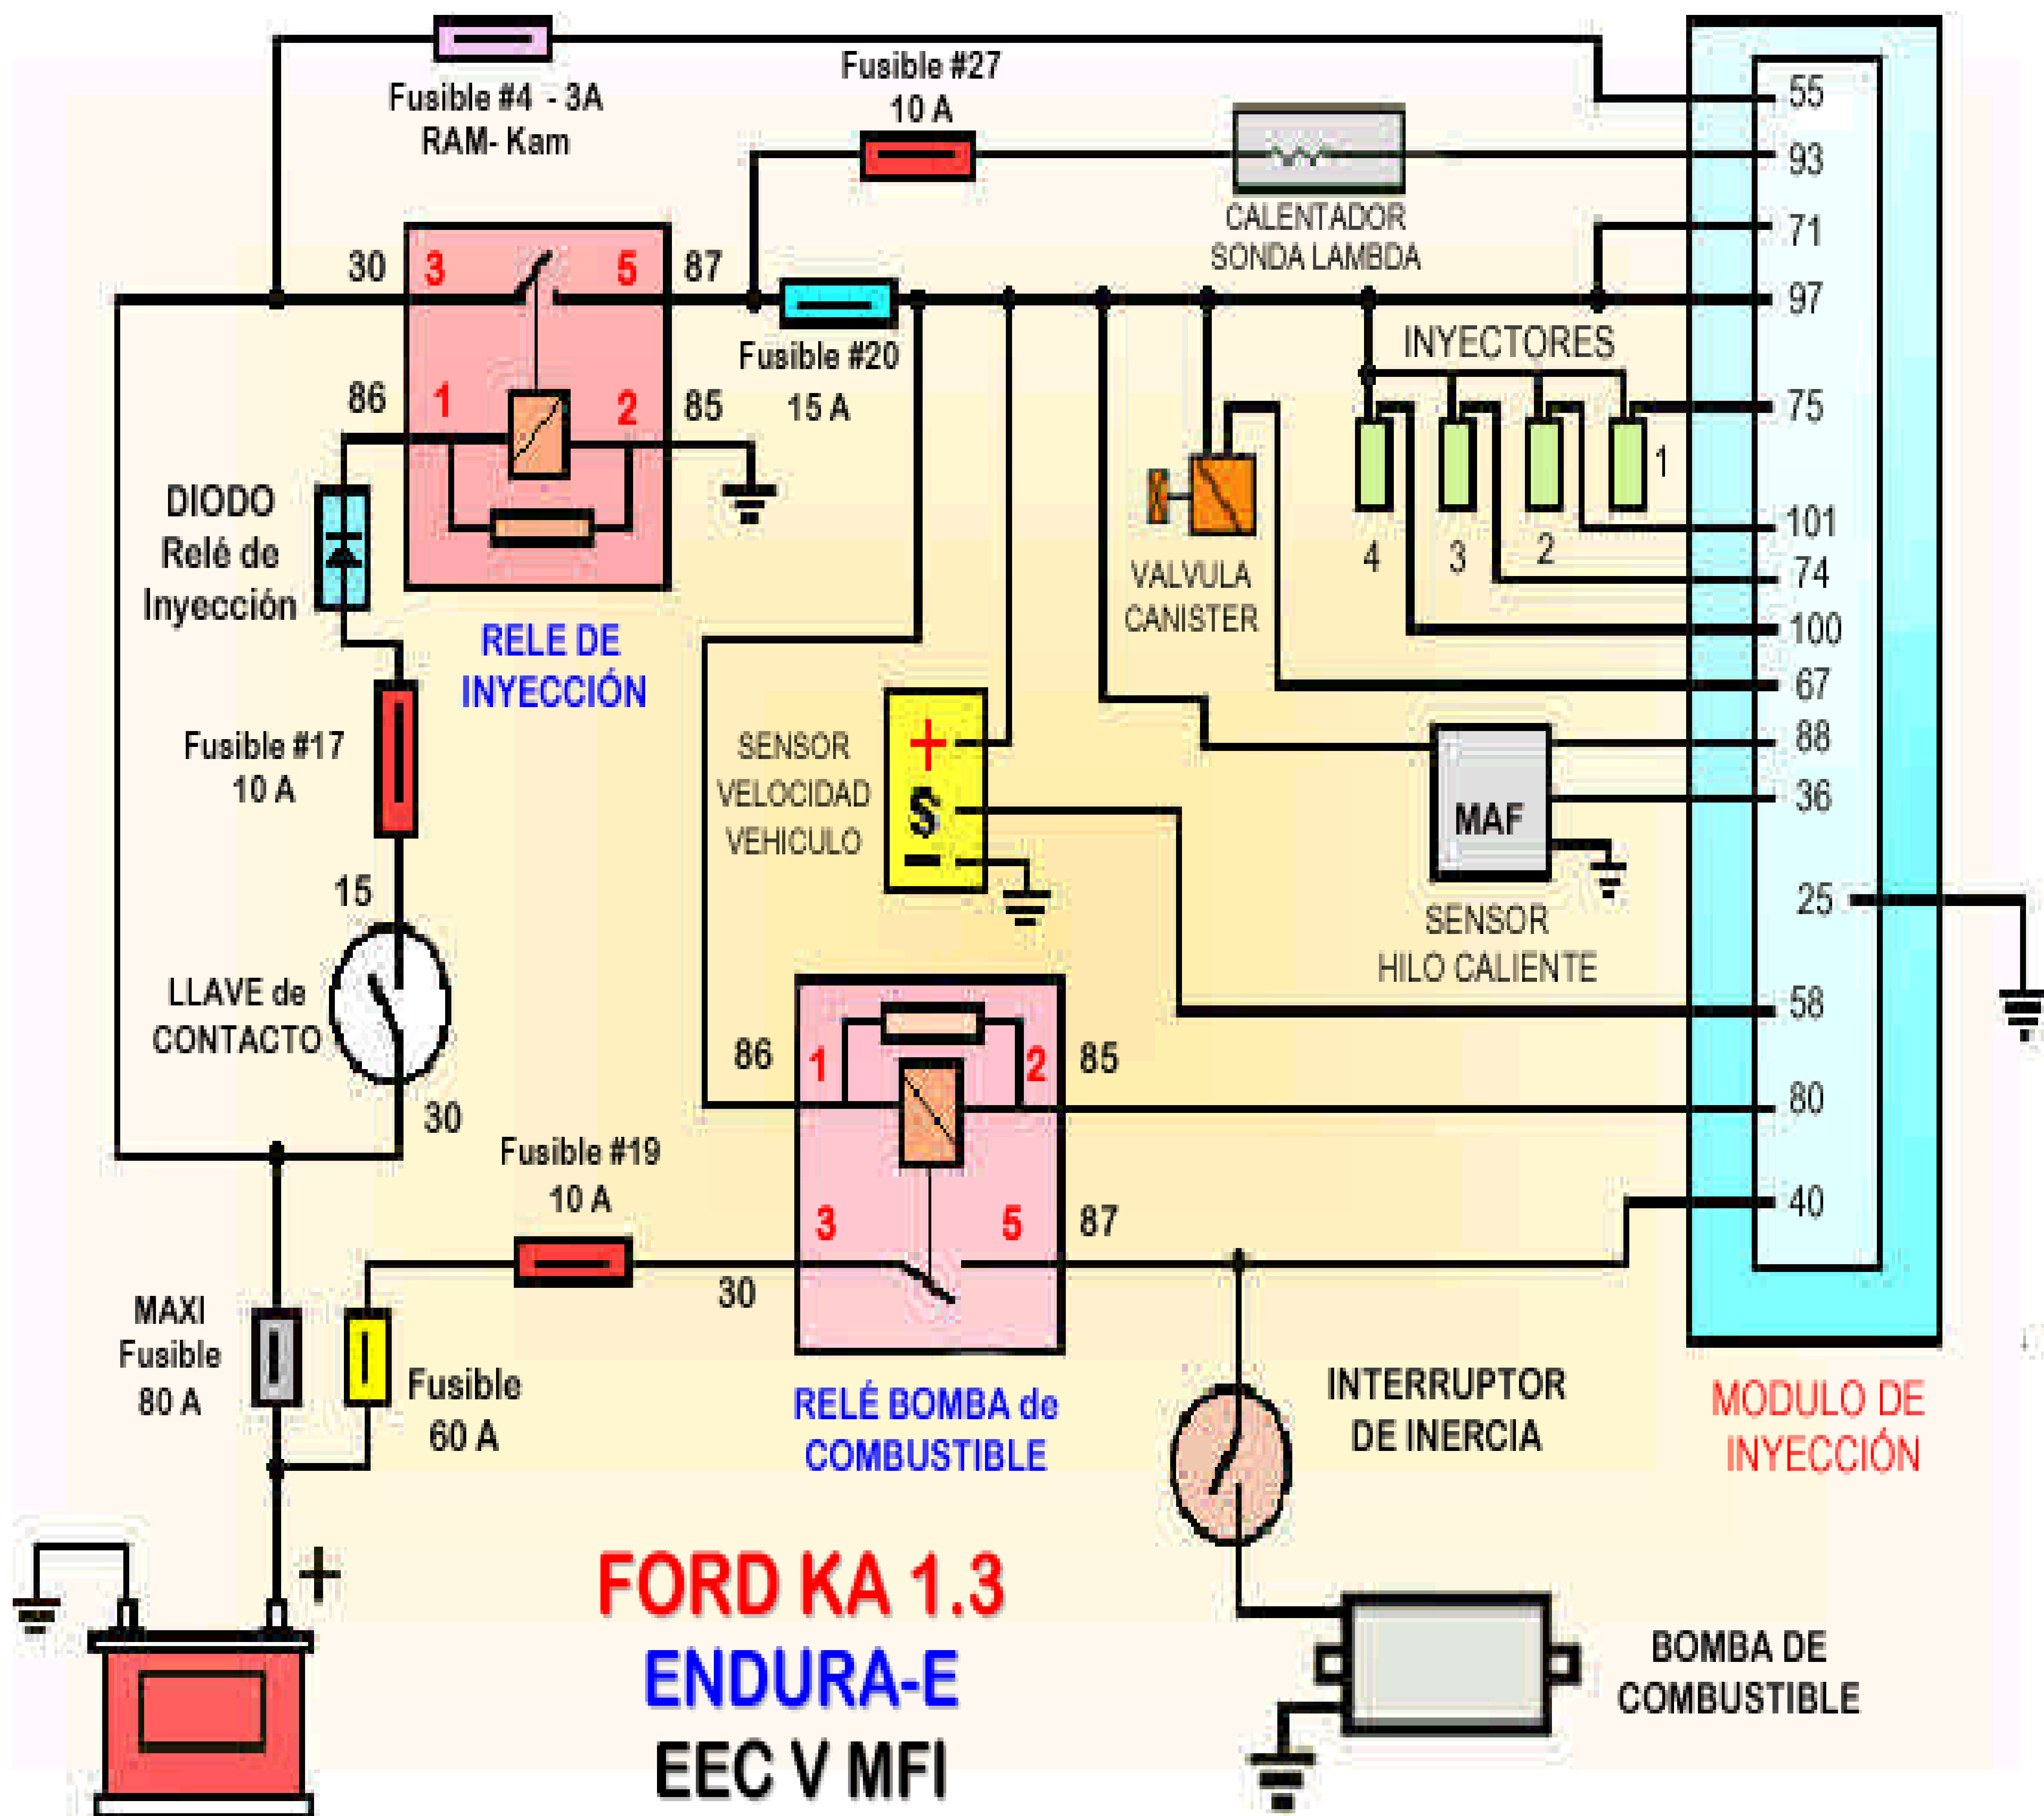 Fusible #4 - 3A
RAM- Kam
Fusible #27
10 A
CALENTADOR
SONDA LAMBDA
55
93
71
97
75
101
74
100
67
88
36
25
58
80
40
30
3
5
87
86
1
2
85
Fusible #20
15 A
INYECTORES
4
3
2
1
DIODO
Relé de
Inyección
RELE DE
INYECCIÓN
VALVULA
CANISTER
Fusible #17
10 A
SENSOR
VELOCIDAD
VEHICULO
+
S
-
MAF
SENSOR
HILO CALIENTE
15
LLAVE de
CONTACTO
30
86
1
2
85
Fusible #19
10 A
30
3
5
87
MAXI
Fusible
80 A
Fusible
60 A
RELÉ BOMBA de
COMBUSTIBLE
INTERRUPTOR
DE INERCIA
MODULO DE
INYECCIÓN
+
FORD KA 1.3
ENDURA-E
EEC V MFI
BOMBA DE
COMBUSTIBLE